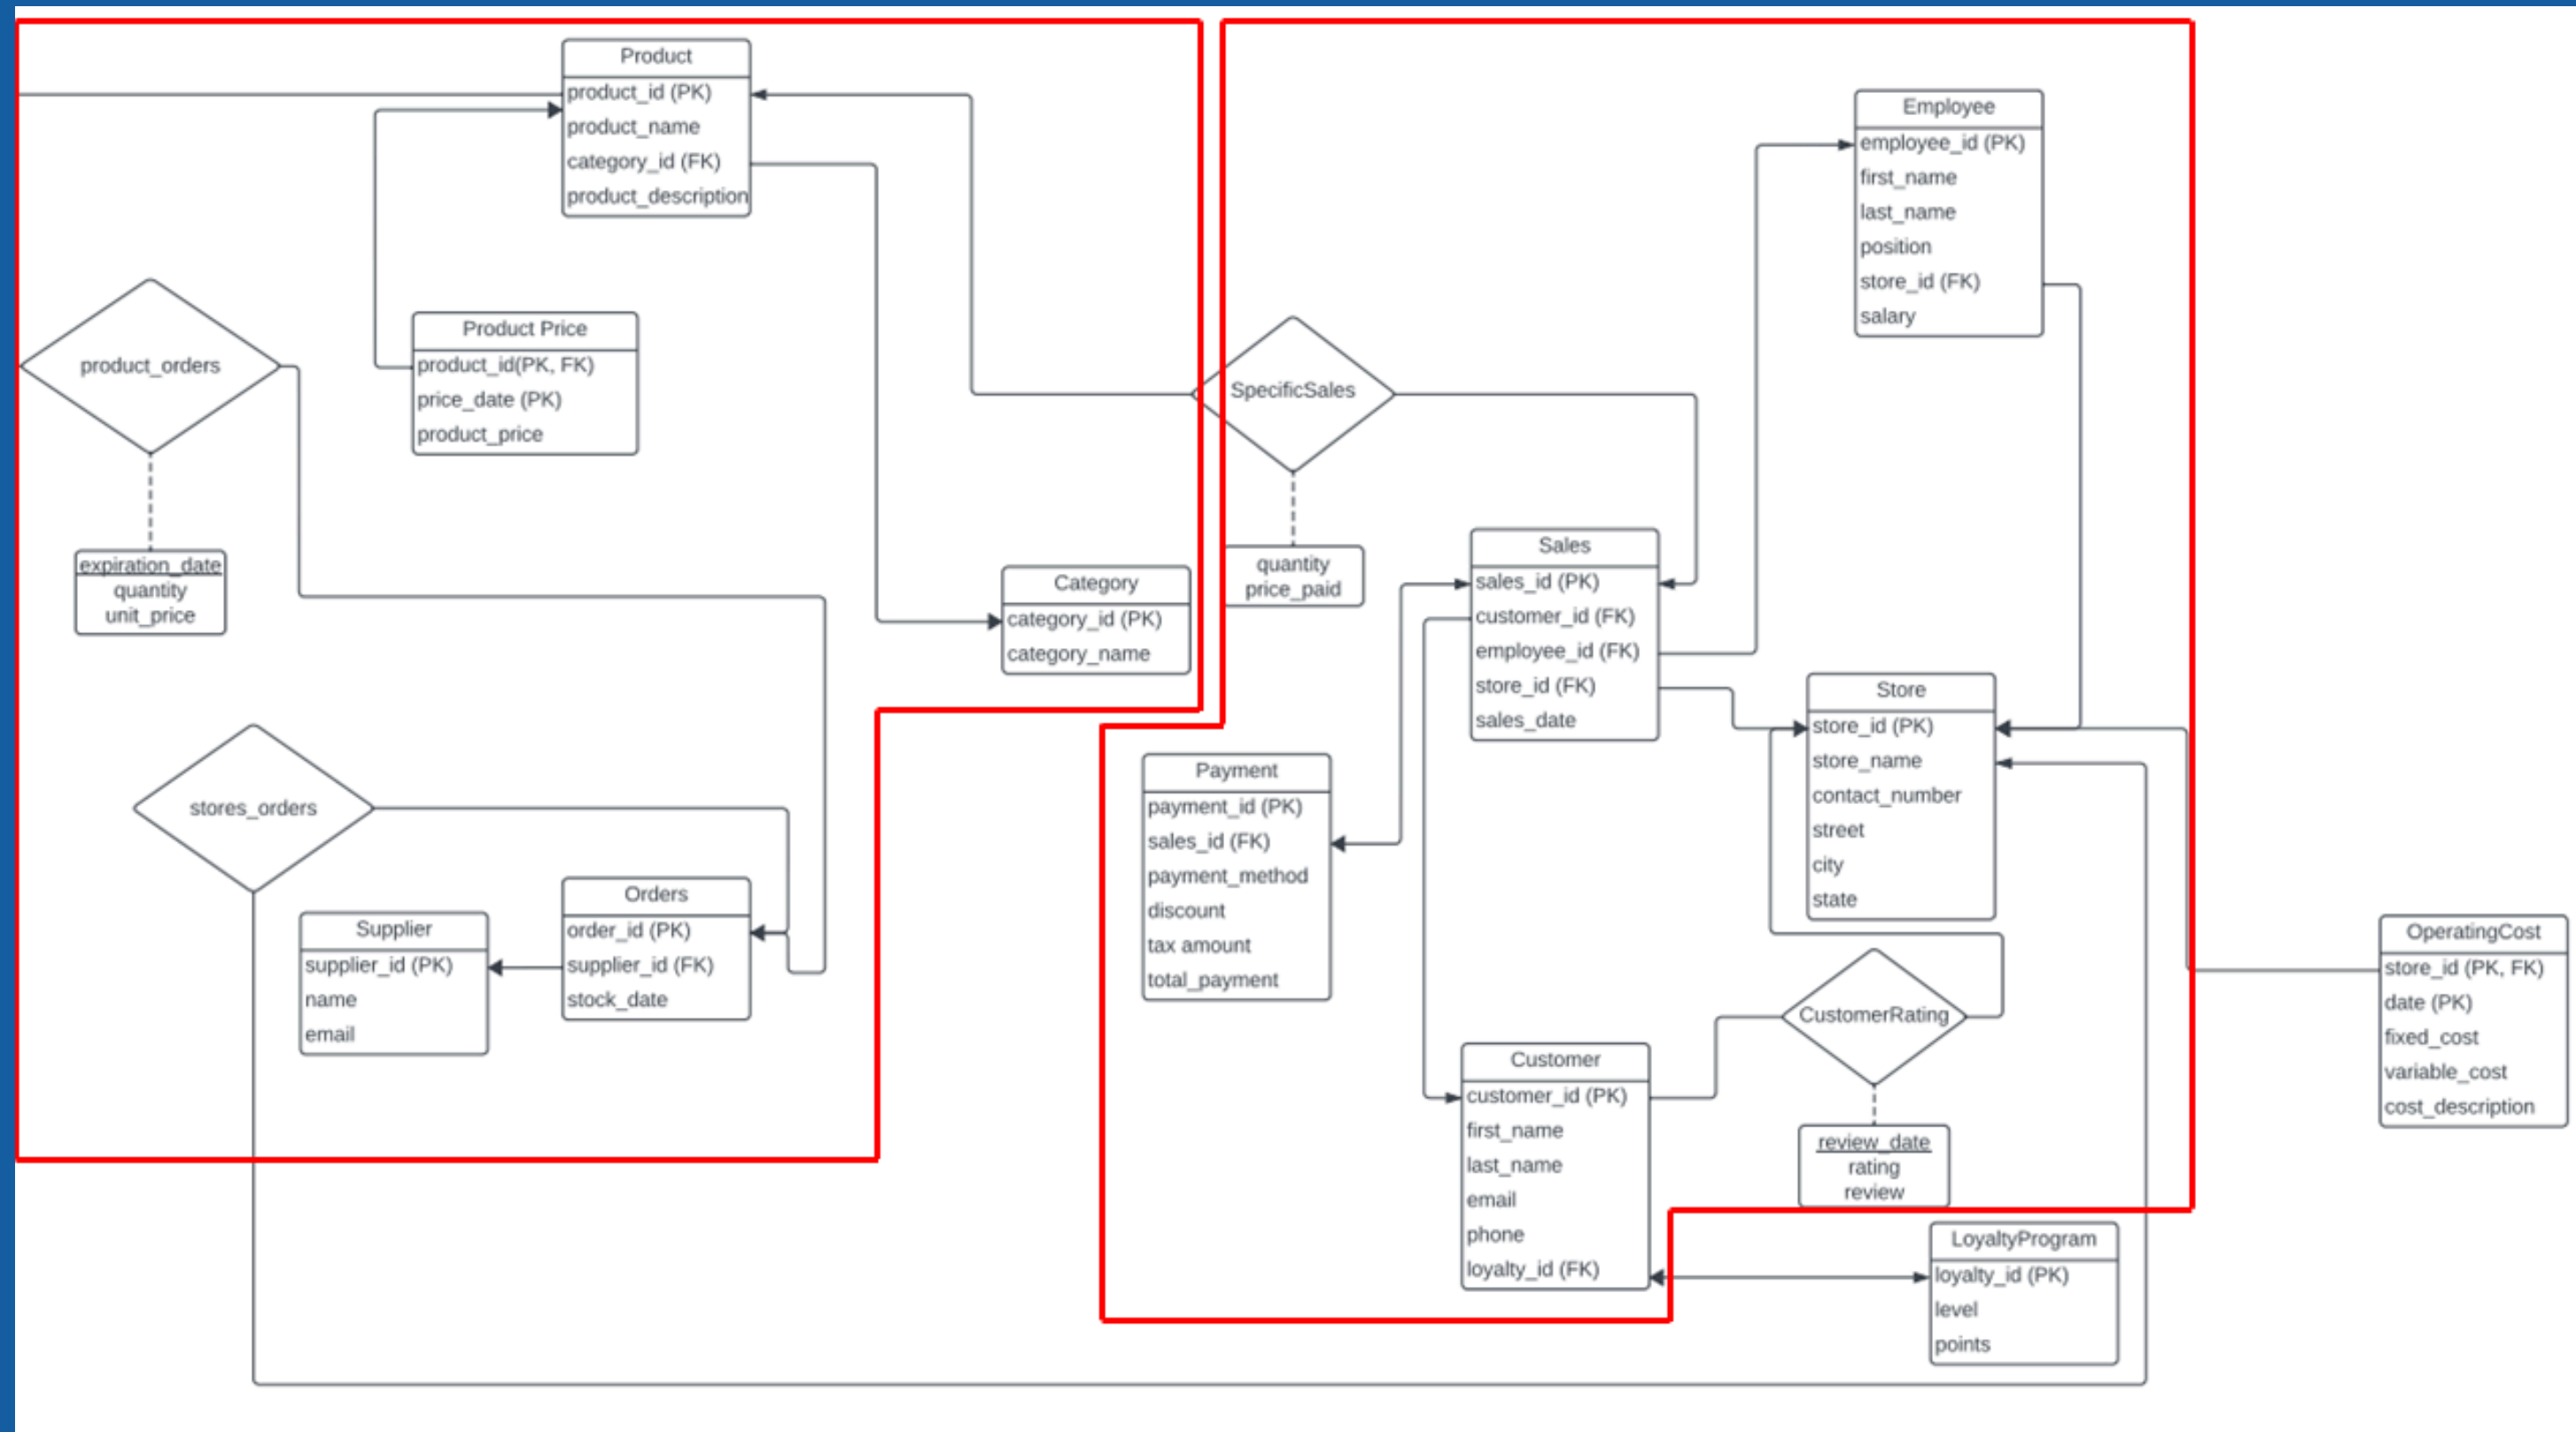 Product
product_id (PK)
product_name
category_id (FK)
product_description
product_orders
expiration_date
quantity
unit_price
Product Price
product_id(PK, FK)
price_date (PK)
product_price
Category
category_id (PK)
category_name
stores_orders
Supplier
supplier_id (PK)
name
email
Orders
order_id (PK)
supplier_id (FK)
stock_date
SpecificSales
quantity
price_paid
Employee
employee_id (PK)
first_name
last_name
position
store_id (FK)
salary
Sales
sales_id (PK)
customer_id (FK)
employee_id (FK)
store_id (FK)
sales_date
Store
store_id (PK)
store_name
contact_number
street
city
state
Payment
payment_id (PK)
sales_id (FK)
payment_method
discount
tax amount
total_payment
CustomerRating
review_date
rating
review
Customer
customer_id (PK)
first_name
last_name
email
phone
loyalty_id (FK)
LoyaltyProgram
loyalty_id (PK)
level
points
OperatingCost
store_id (PK, FK)
date (PK)
fixed_cost
variable_cost
cost_description